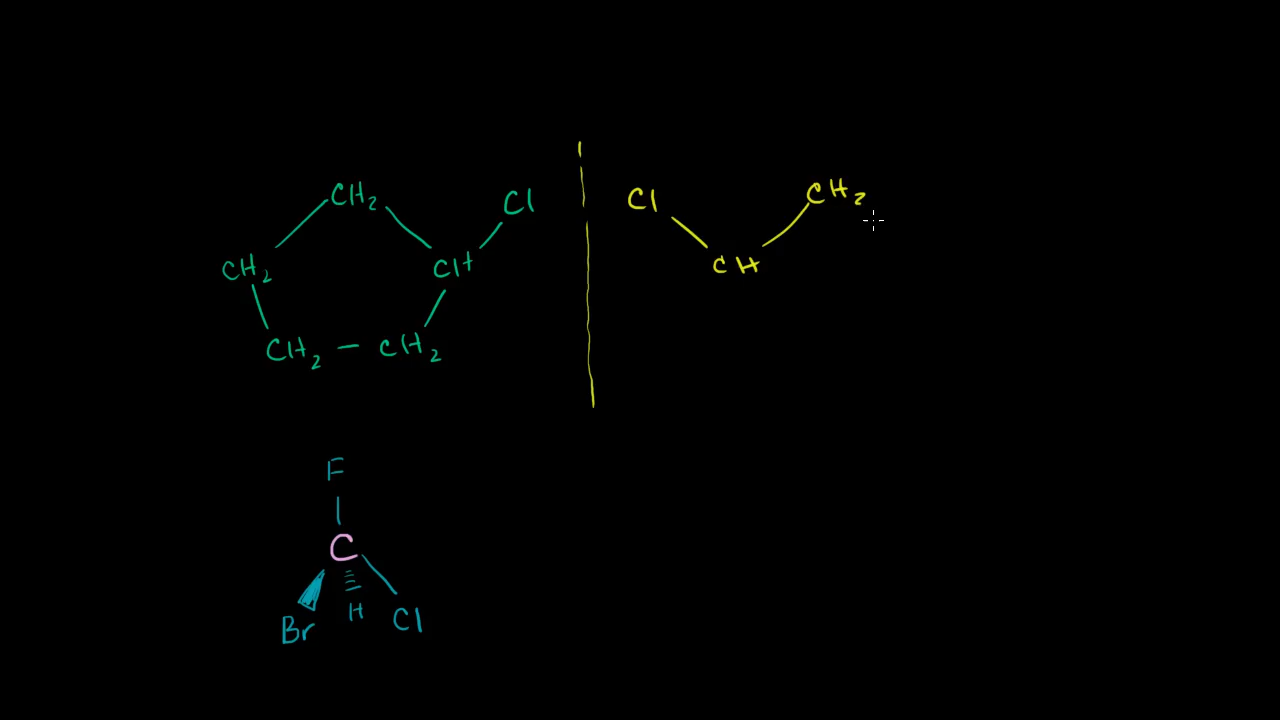 CH2 Cl Cl CH2
CH2 CH CH
CH2 – CH2
F
C
Br H Cl